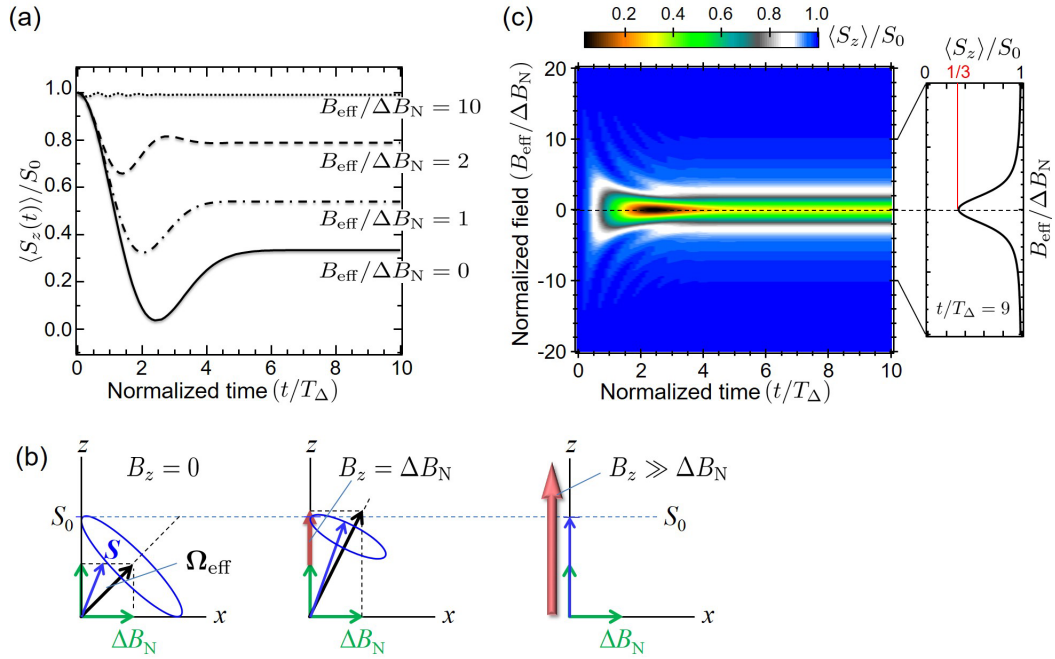 (a)
⟨S_z(t)⟩/S_0
1.0
0.8
0.6
0.4
0.2
0.0
B_eff/ΔB_N = 10
B_eff/ΔB_N = 2
B_eff/ΔB_N = 1
B_eff/ΔB_N = 0
0 2 4 6 8 10
Normalized time (t/T_Δ)
(c)
0.2 0.4 0.6 0.8 1.0
⟨S_z⟩/S_0
Normalized field (B_eff/ΔB_N)
20
10
0
-10
-20
0 2 4 6 8 10
Normalized time (t/T_Δ)
⟨S_z⟩/S_0
0 1/3 1
B_eff/ΔB_N
t/T_Δ = 9
(b)
z
B_z = 0
S_0
S
Ω_eff
x
ΔB_N
z
B_z = ΔB_N
x
ΔB_N
z
B_z ≫ ΔB_N
S_0
x
ΔB_N